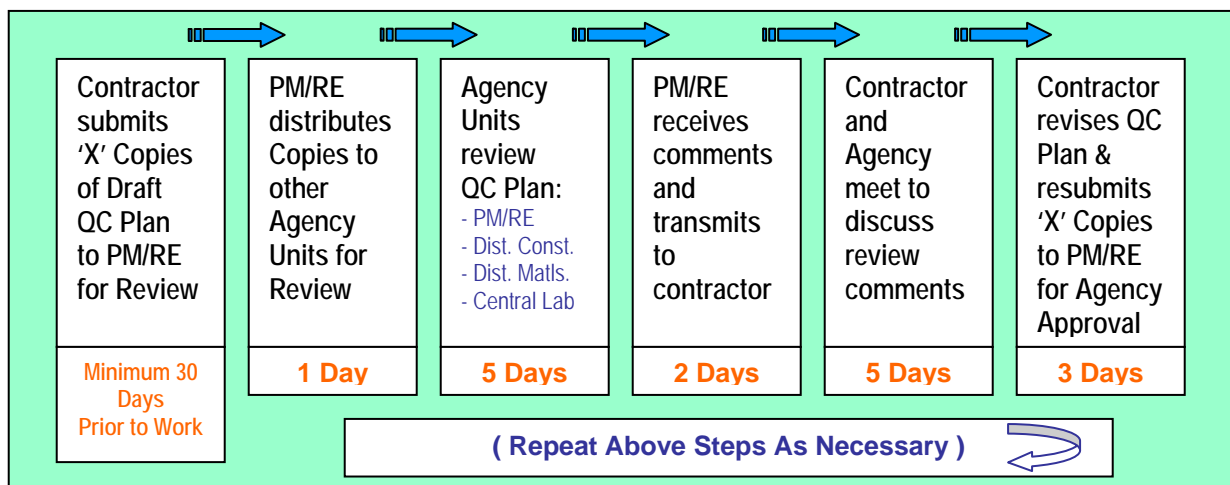 Contractor
submits
‘X’ Copies
of Draft
QC Plan
to PM/RE
for Review
Minimum 30
Days
Prior to Work
PM/RE
distributes
Copies to
other
Agency
Units for
Review
1 Day
Agency
Units
review
QC Plan:
- PM/RE
- Dist. Const.
- Dist. Matls.
- Central Lab
5 Days
PM/RE
receives
comments
and
transmits
to
contractor
2 Days
Contractor
and
Agency
meet to
discuss
review
comments
5 Days
Contractor
revises QC
Plan &
resubmits
‘X’ Copies
to PM/RE
for Agency
Approval
3 Days
( Repeat Above Steps As Necessary )